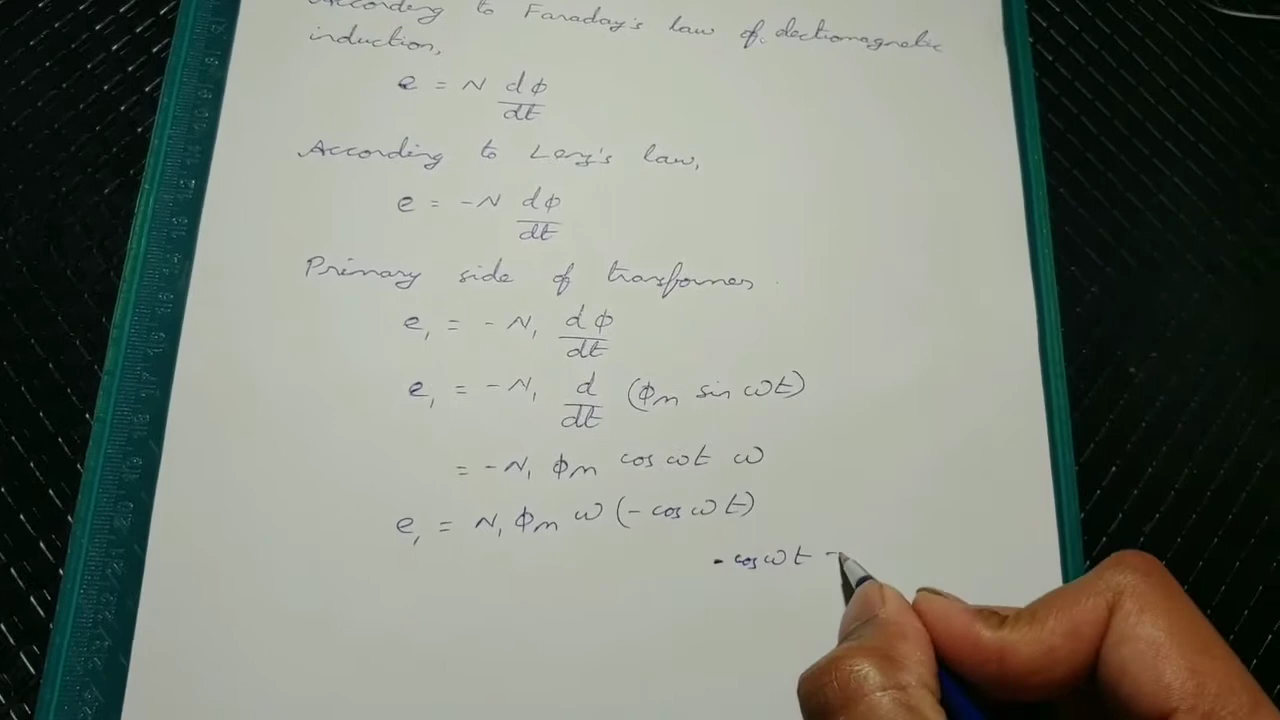 According to Faraday's law of electromagnetic
induction,
e = N dφ/dt
According to Lenz's law,
e = -N dφ/dt
Primary side of transformer
e₁ = -N₁ dφ/dt
e₁ = -N₁ d/dt (φm sin ωt)
= -N₁ φm cos ωt ω
e₁ = N₁ φm ω (- cos ωt)
- cos ωt